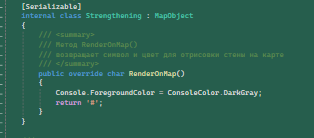 [Serializable]
internal class Strengthening : MapObject
{
/// <summary>
/// Метод RenderOnMap()
/// возвращает символ и цвет для отрисовки стены на карте
/// </summary>
public override char RenderOnMap()
{
Console.ForegroundColor = ConsoleColor.DarkGray;
return '#';
}
}